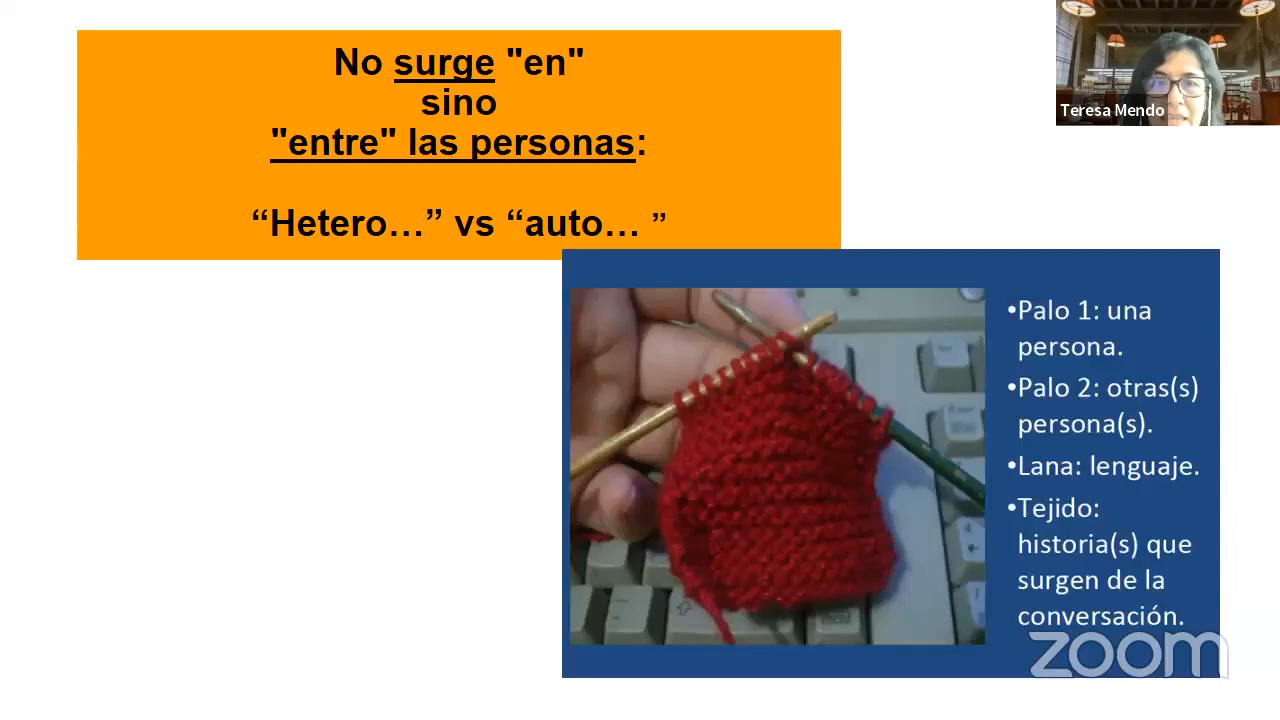 No surge "en"
sino
"entre" las personas:
“Hetero…” vs “auto… ”
Teresa Mendo
•Palo 1: una
persona.
•Palo 2: otras(s)
persona(s).
•Lana: lenguaje.
•Tejido:
historia(s) que
surgen de la
conversación.
zoom